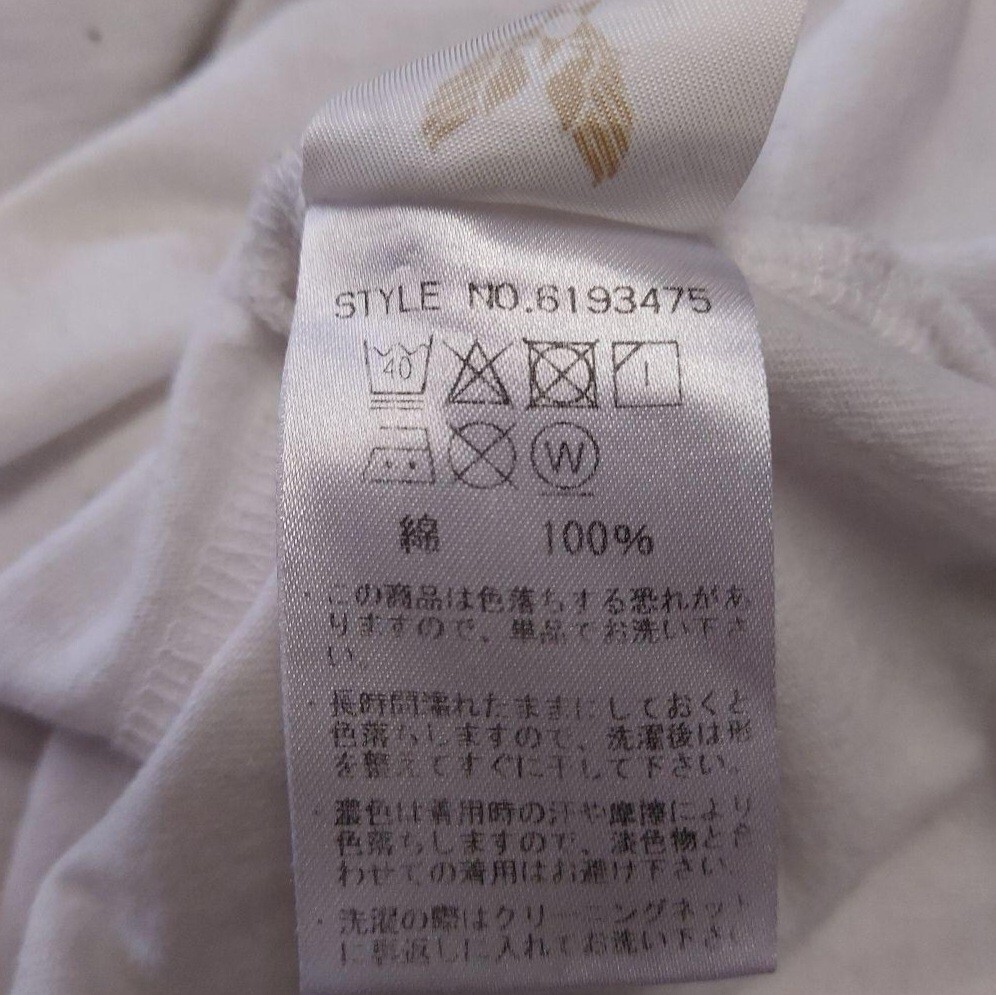 STYLE NO.6193475
40
W
綿 100%
・この商品は色落ちする恐れがあ
りますので、単品でお洗い下さ
い。
・長時間濡れたままにしておくと
色落ちしますので、洗濯後は形
を整えてすぐに干して下さい。
・濃色は着用時の汗や摩擦により
色落ちしますので、淡色物と合
わせての着用はお避け下さい。
・洗濯の際はクリーニングネット
に裏返しに入れてお洗い下さい